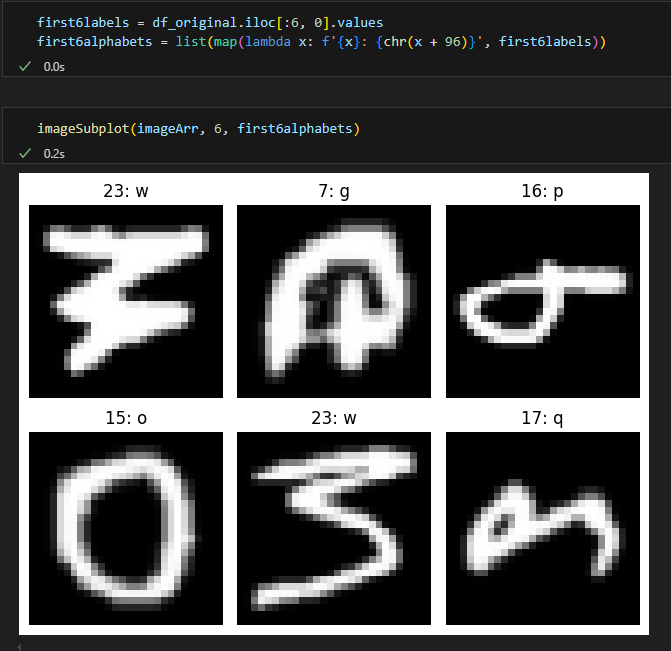 first6labels = df_original.iloc[:6, 0].values
first6alphabets = list(map(lambda x: f'{x}: {chr(x + 96)}', first6labels))
0.0s
imageSubplot(imageArr, 6, first6alphabets)
0.2s
23: w 7: g 16: p
15: o 23: w 17: q